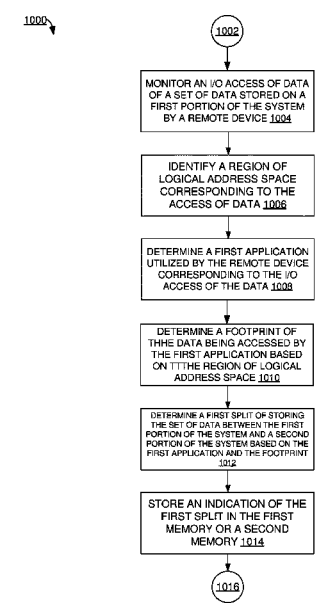 1000
1002
MONITOR AN I/O ACCESS OF DATA
OF A SET OF DATA STORED ON A
FIRST PORTION OF THE SYSTEM
BY A REMOTE DEVICE 1004
IDENTIFY A REGION OF
LOGICAL ADDRESS SPACE
CORRESPONDING TO THE
ACCESS OF DATA 1006
DETERMINE A FIRST APPLICATION
UTILIZED BY THE REMOTE DEVICE
CORRESPONDING TO THE I/O
ACCESS OF THE DATA 1008
DETERMINE A FOOTPRINT OF
THHE DATA BEING ACCESSED BY
THE FIRST APPLICATION BASED
ON TTTHE REGION OF LOGICAL
ADDRESS SPACE 1010
DETERMINE A FIRST SPLIT OF STORING
THE SET OF DATA BETWEEN THE FIRST
PORTION OF THE SYSTEM AND A SECOND
PORTION OF THE SYSTEM BASED ON THE
FIRST APPLICATION AND THE FOOTPRINT
1012
STORE AN INDICATION OF THE
FIRST SPLIT IN THE FIRST
MEMORY OR A SECOND
MEMORY 1014
1016